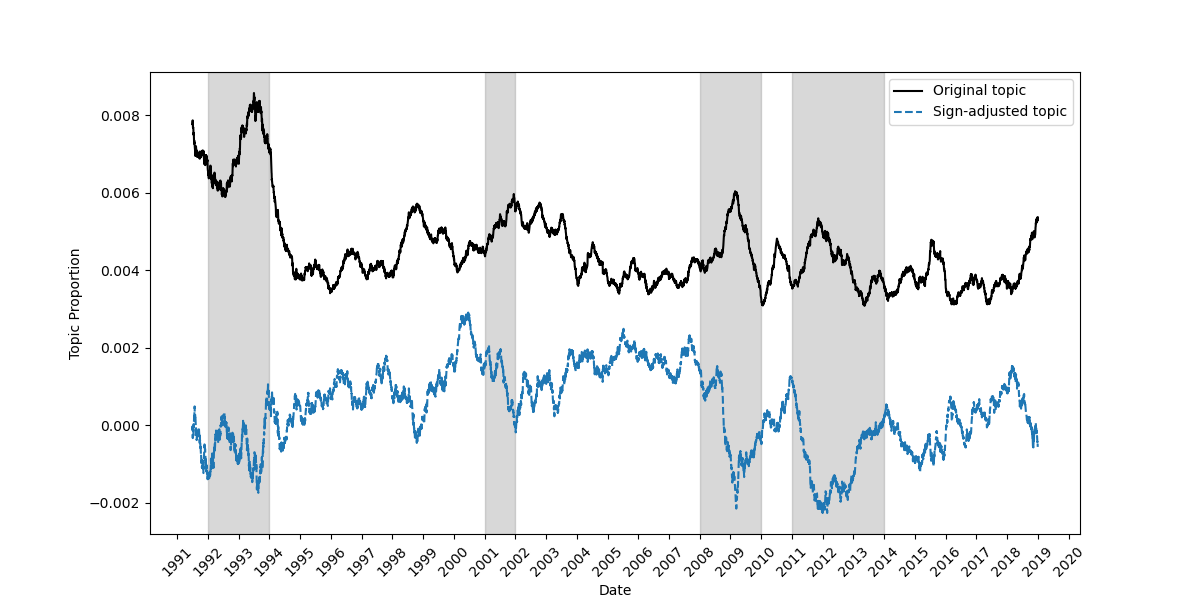 Original topic
Sign-adjusted topic
0.008
0.006
0.004
0.002
0.000
−0.002
Topic Proportion
1991 1992 1993 1994 1995 1996 1997 1998 1999 2000 2001 2002 2003 2004 2005 2006 2007 2008 2009 2010 2011 2012 2013 2014 2015 2016 2017 2018 2019 2020
Date